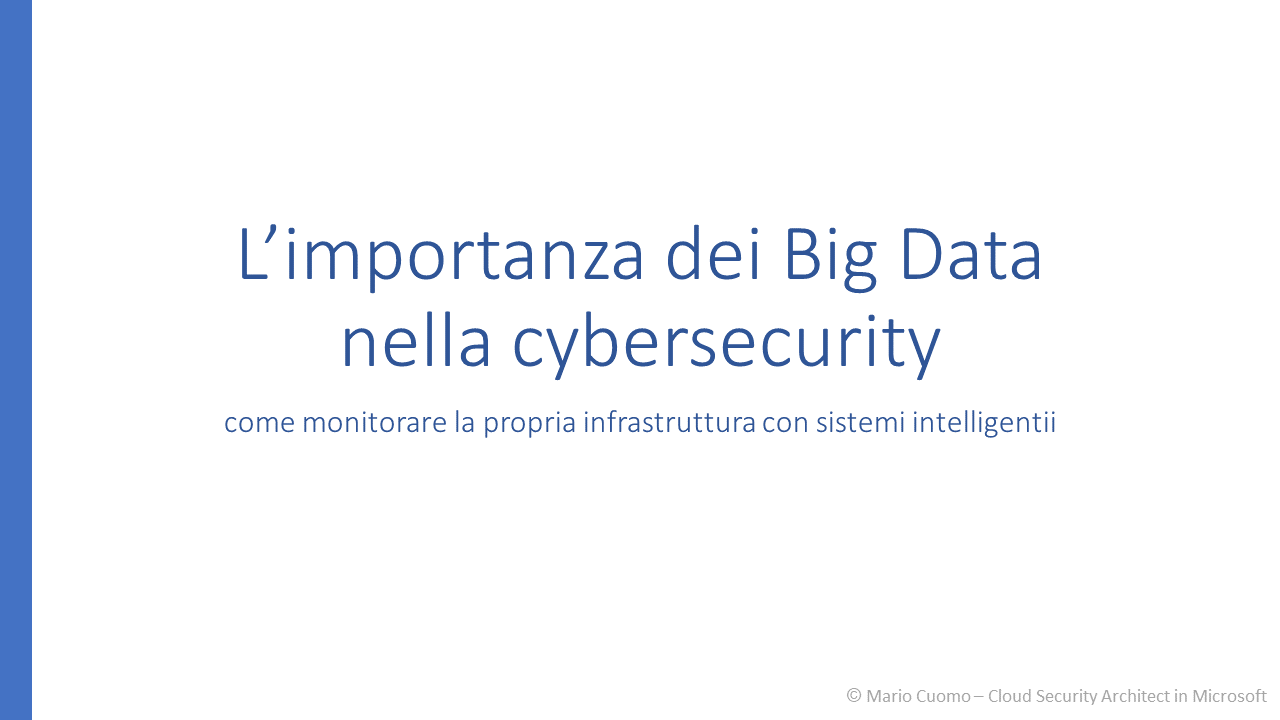 L’importanza dei Big Data
nella cybersecurity
come monitorare la propria infrastruttura con sistemi intelligentii
© Mario Cuomo – Cloud Security Architect in Microsoft